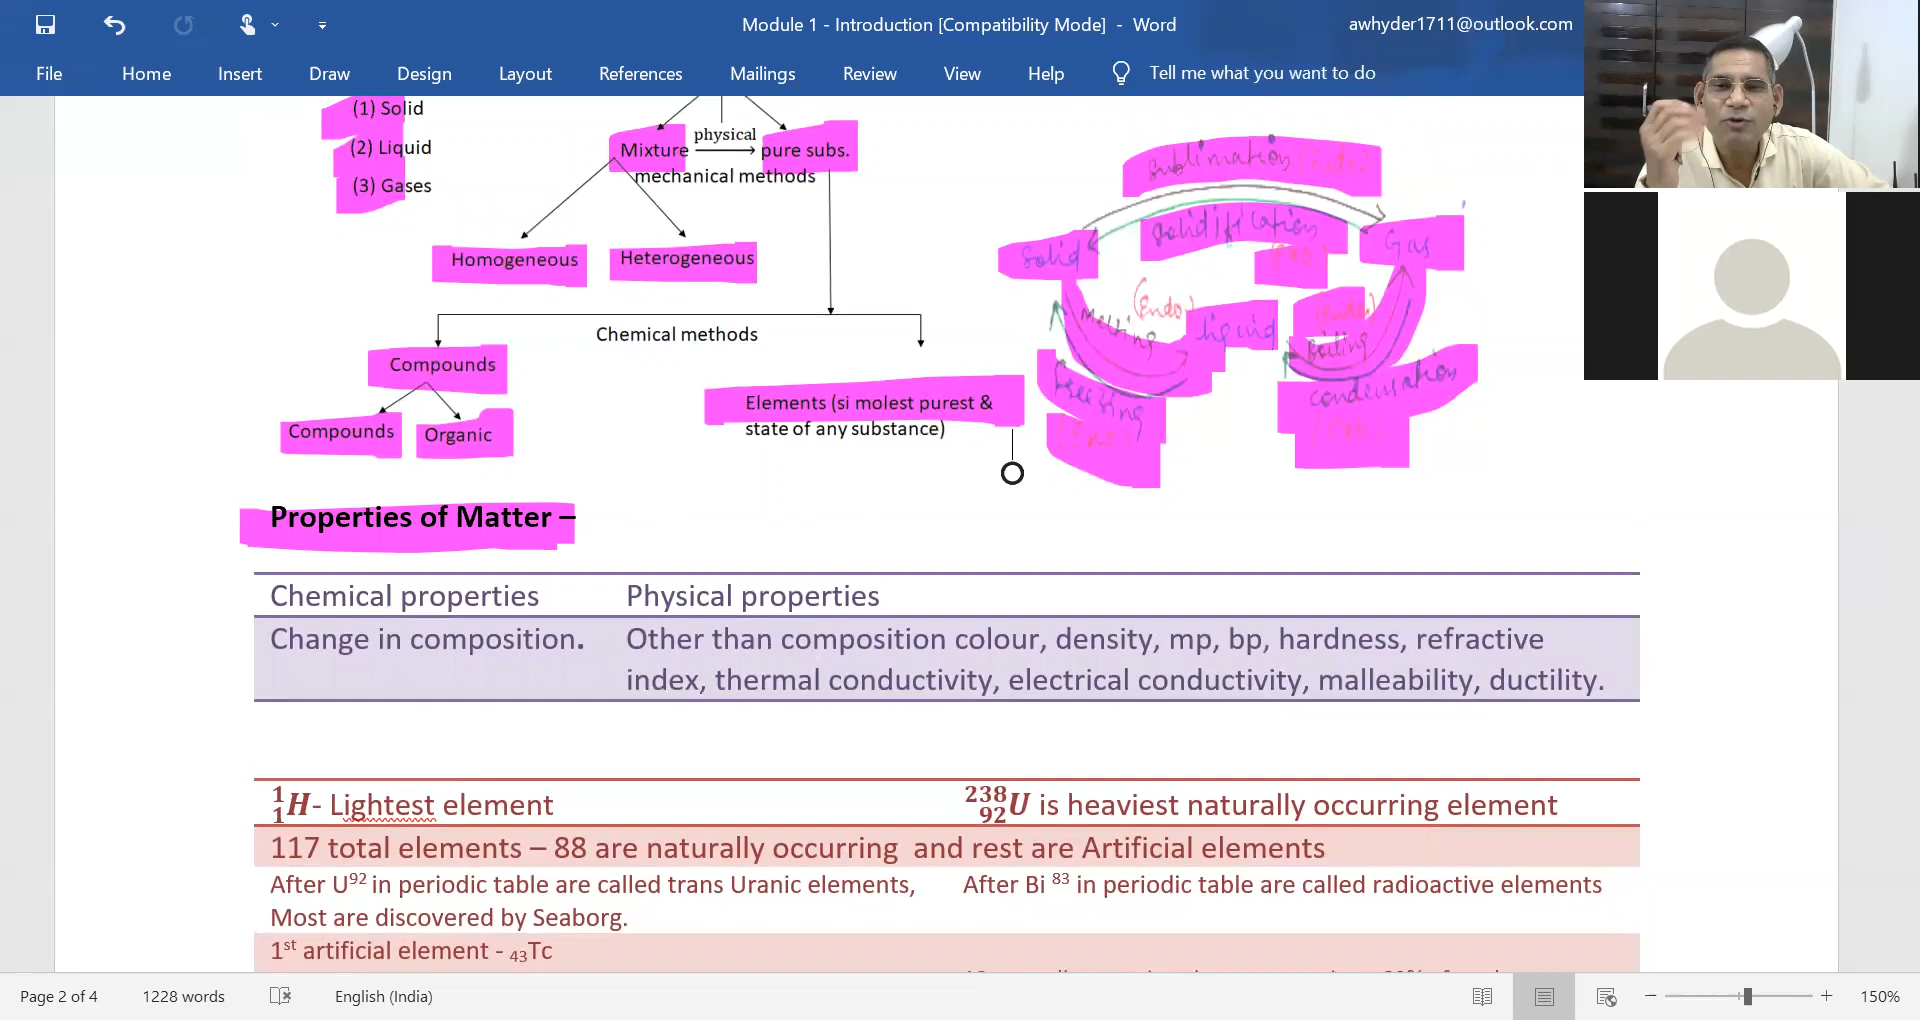 Module 1 - Introduction [Compatibility Mode] - Word
awhyder1711@outlook.com
File Home Insert Draw Design Layout References Mailings Review View Help Tell me what you want to do
(1) Solid
(2) Liquid
(3) Gases
Mixture physical pure subs.
mechanical methods
Homogeneous Heterogeneous
Chemical methods
Compounds
Compounds Organic
Elements (si molest purest &
state of any substance)
Sublimation (Endo)
Solidification
(Exo)
Solid Gas
(Endo) (Endo)
Melting liquid Boiling
Freezing condensation
(Exo) (Exo)
Properties of Matter –
Chemical properties Physical properties
Change in composition. Other than composition colour, density, mp, bp, hardness, refractive
index, thermal conductivity, electrical conductivity, malleability, ductility.
¹₁H- Lightest element ²³⁸₉₂U is heaviest naturally occurring element
117 total elements – 88 are naturally occurring and rest are Artificial elements
After U⁹² in periodic table are called trans Uranic elements, After Bi ⁸³ in periodic table are called radioactive elements
Most are discovered by Seaborg.
1ˢᵗ artificial element - ₄₃Tc
Page 2 of 4 1228 words English (India) 150%